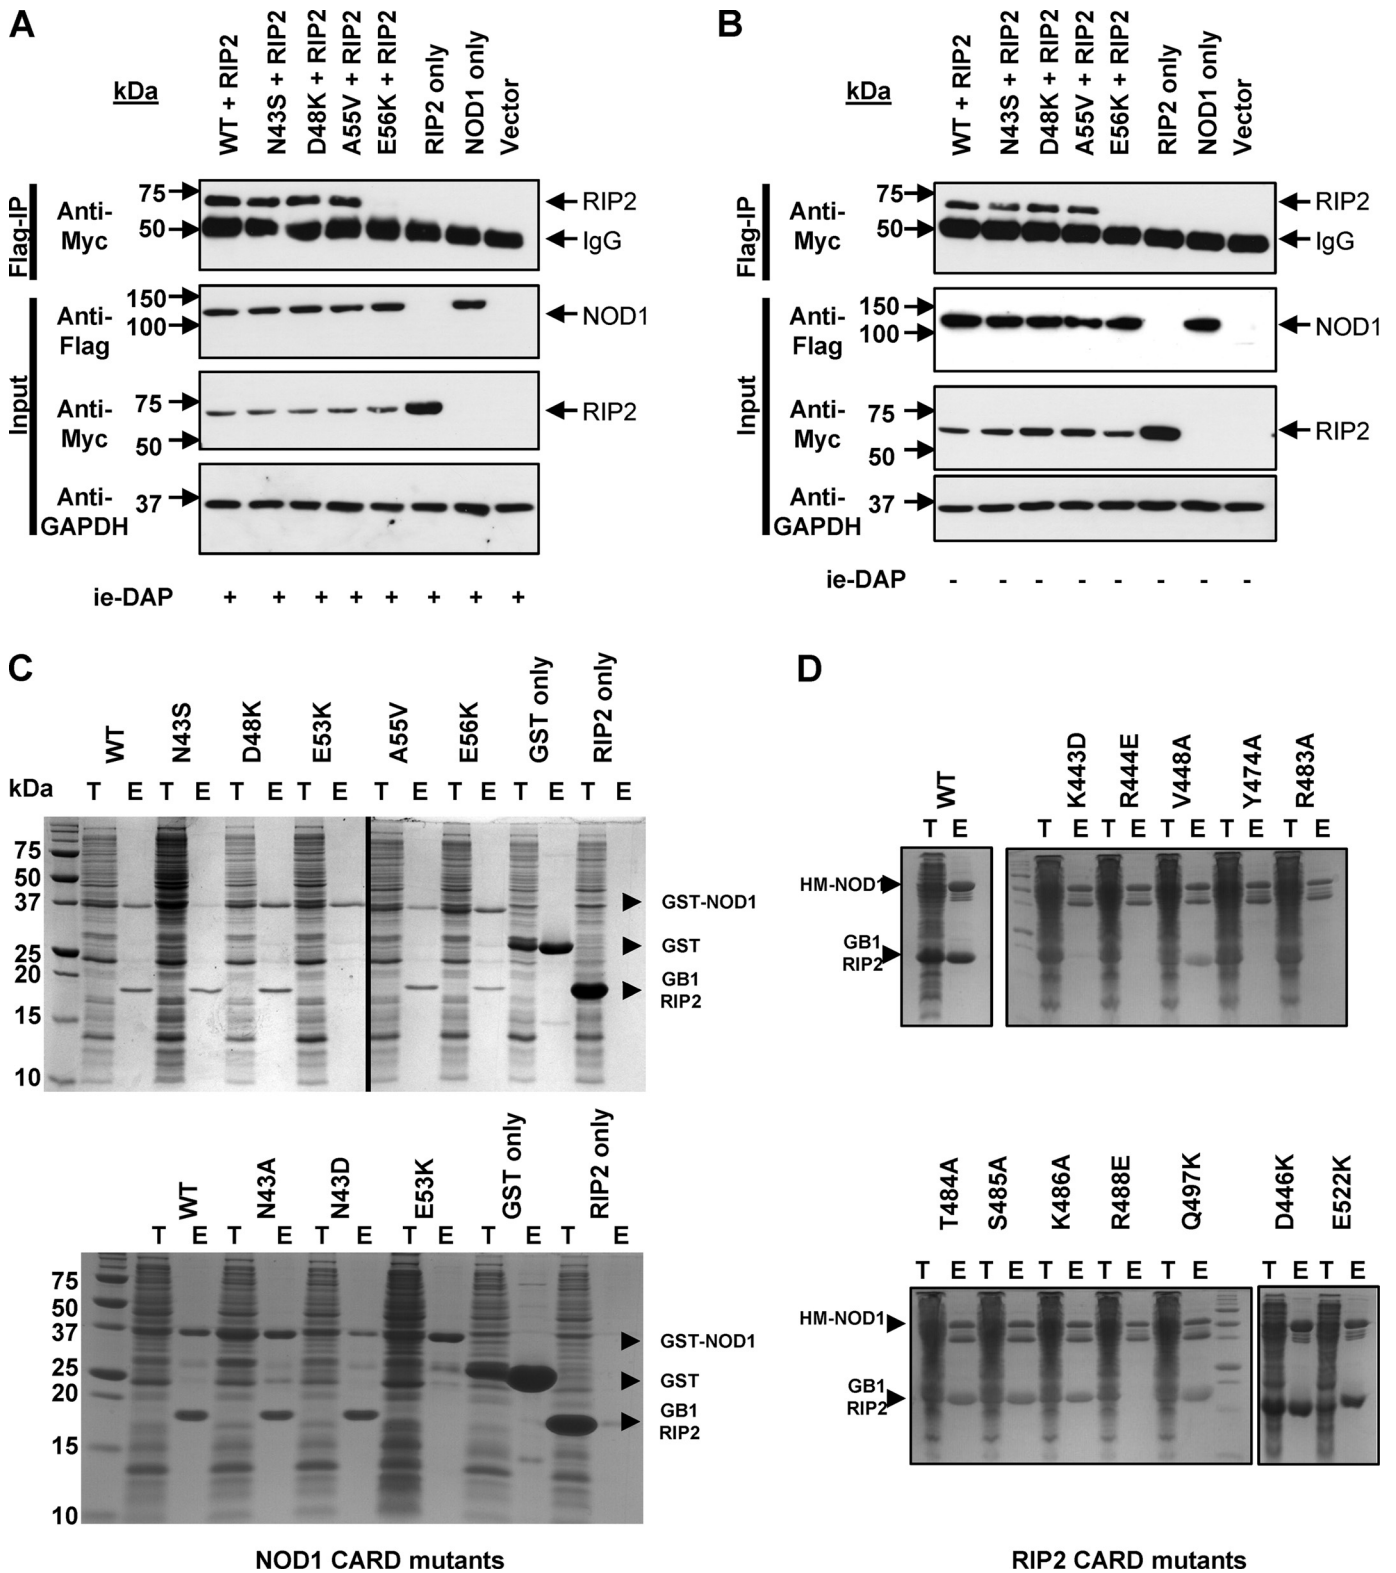 A
kDa
WT + RIP2
N43S + RIP2
D48K + RIP2
A55V + RIP2
E56K + RIP2
RIP2 only
NOD1 only
Vector
Flag-IP
Anti-
Myc
75
50
RIP2
IgG
Input
Anti-
Flag
150
100
NOD1
Anti-
Myc
75
50
RIP2
Anti-
GAPDH
37
ie-DAP + + + + + + + +
B
kDa
WT + RIP2
N43S + RIP2
D48K + RIP2
A55V + RIP2
E56K + RIP2
RIP2 only
NOD1 only
Vector
Flag-IP
Anti-
Myc
75
50
RIP2
IgG
Input
Anti-
Flag
150
100
NOD1
Anti-
Myc
75
50
RIP2
Anti-
GAPDH
37
ie-DAP - - - - - - - -
C
WT
N43S
D48K
E53K
A55V
E56K
GST only
RIP2 only
kDa T E T E T E T E T E T E T E T E
75
50
37
25
20
15
10
GST-NOD1
GST
GB1
RIP2
WT
N43A
N43D
E53K
GST only
RIP2 only
T E T E T E T E T E T E
75
50
37
25
20
15
10
GST-NOD1
GST
GB1
RIP2
NOD1 CARD mutants
D
WT
K443D
R444E
V448A
Y474A
R483A
T E T E T E T E T E T E
HM-NOD1
GB1
RIP2
T484A
S485A
K486A
R488E
Q497K
D446K
E522K
T E T E T E T E T E T E T E
HM-NOD1
GB1
RIP2
RIP2 CARD mutants